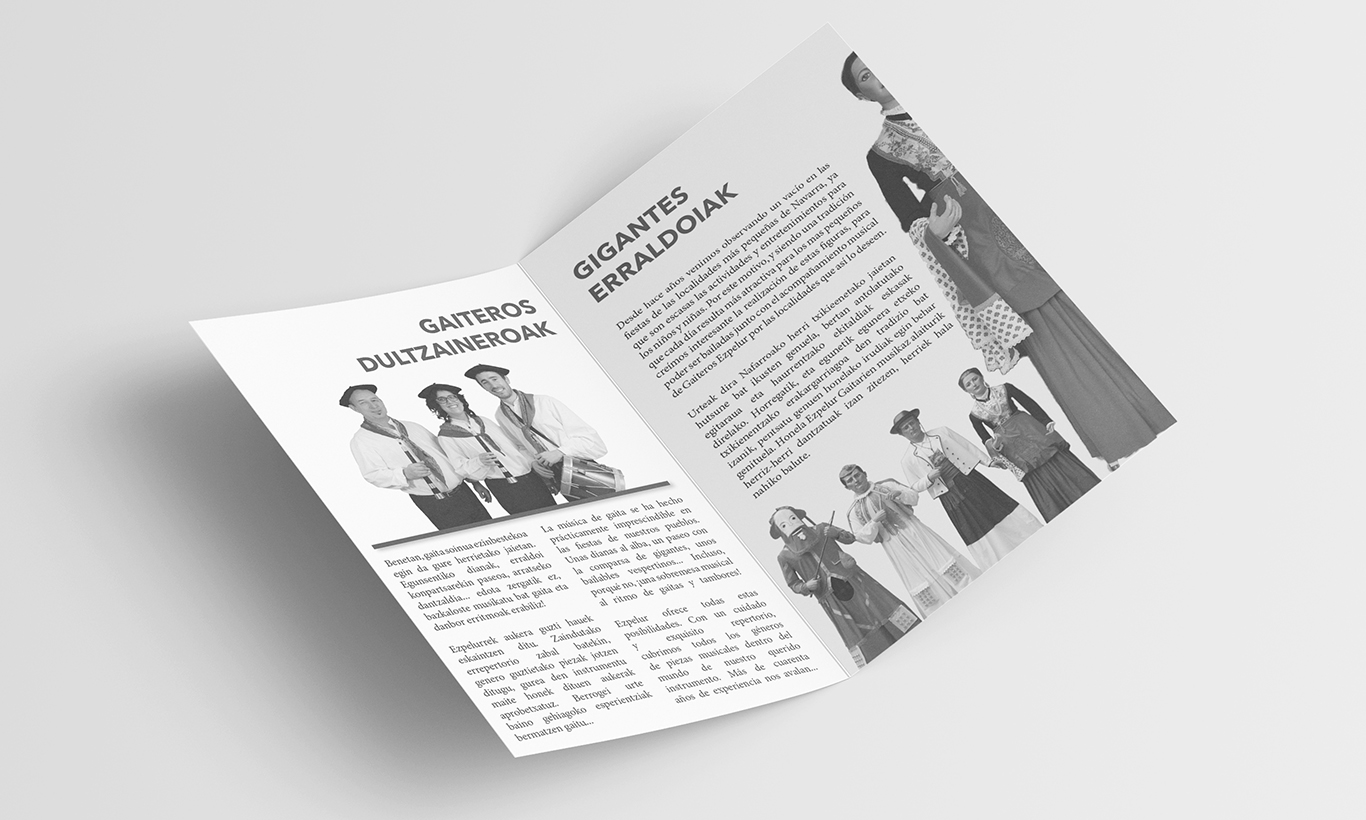 GAITEROS
DULTZAINEROAK
Benetan, gaita soinua ezinbestekoa
egin da gure herrietako jaietan.
Egunsentiko dianak, erraldoi
konpartsarekin paseoa, arratseko
dantzaldia... edota zergatik ez,
bazkaloste musikatu bat gaita eta
danbor erritmoak erabiliz!
Ezpelurrek aukera guzti hauek
eskaintzen ditu. Zaindutako
errepertorio zabal batekin,
genero guztietako piezak jotzen
ditugu, gurea den instrumentu
maite honek dituen aukerak
aprobetxatuz. Berrogei urte
baino gehiagoko esperientziak
bermatzen gaitu...
La música de gaita se ha hecho
prácticamente imprescindible en
las fiestas de nuestros pueblos.
Unas dianas al alba, un paseo con
la comparsa de gigantes, unos
bailables vespertinos... Incluso,
porqué no, ¡una sobremesa musical
al ritmo de gaitas y tambores!
Ezpelur ofrece todas estas
posibilidades. Con un cuidado
y exquisito repertorio,
cubrimos todos los géneros
de piezas musicales dentro del
mundo de nuestro querido
instrumento. Más de cuarenta
años de experiencia nos avalan...
GIGANTES
ERRALDOIAK
Desde hace años venimos observando un vacío en las
fiestas de las localidades más pequeñas de Navarra, ya
que son escasas las actividades y entretenimientos para
los niños y niñas. Por este motivo, y siendo una tradición
que cada día resulta más atractiva para los mas pequeños
creímos interesante la realización de estas figuras, para
poder ser bailadas junto con el acompañamiento musical
de Gaiteros Ezpelur por las localidades que así lo deseen.
Urteak dira Nafarroako herri txikieenetako jaietan
hutsune bat ikusten genuela, bertan antolatutako
egitaraua eta haurrentzako ekitaldiak eskasak
direlako. Horregatik, eta egunetik egunera etxeko
txikienentzako erakargarriagoa den tradizio bat
izanik, pentsatu genuen honelako irudiak egin behar
genituela. Honela Ezpelur Gaitarien musikaz alaiturik
herriz-herri dantzatuak izan zitezen, herriek hala
nahiko balute.